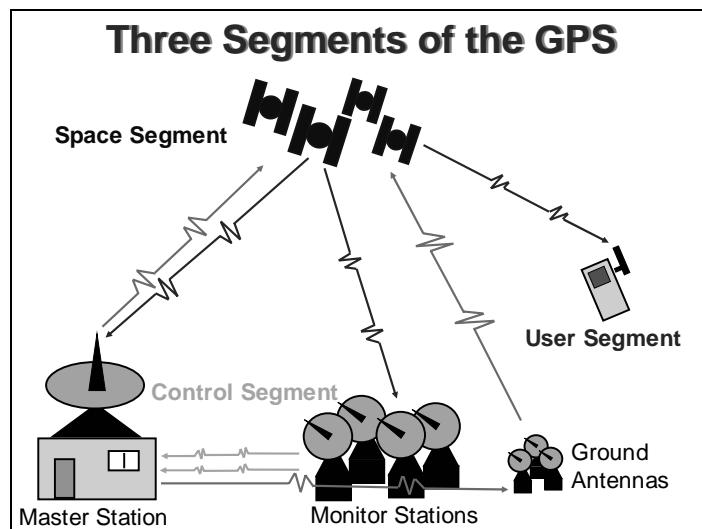 Three Segments of the GPS
Space Segment
User Segment
Control Segment
Ground
Antennas
Master Station
Monitor Stations